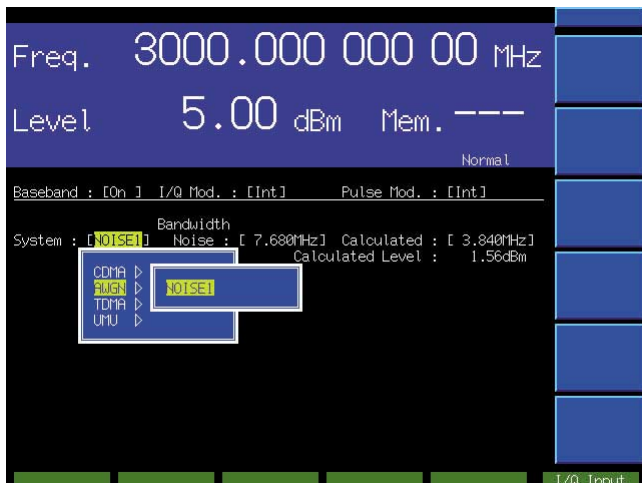 Freq. 3000.000 000 00 MHz
Level 5.00 dBm Mem. ---
Normal
Baseband : [On ] I/Q Mod. : [Int] Pulse Mod. : [Int]
Bandwidth
System : [NOISE1] Noise : [ 7.680MHz] Calculated : [ 3.840MHz]
Calculated Level : 1.56dBm
CDMA ▷
AWGN ▷ NOISE1
TDMA ▷
UMU ▷
I/Q Input